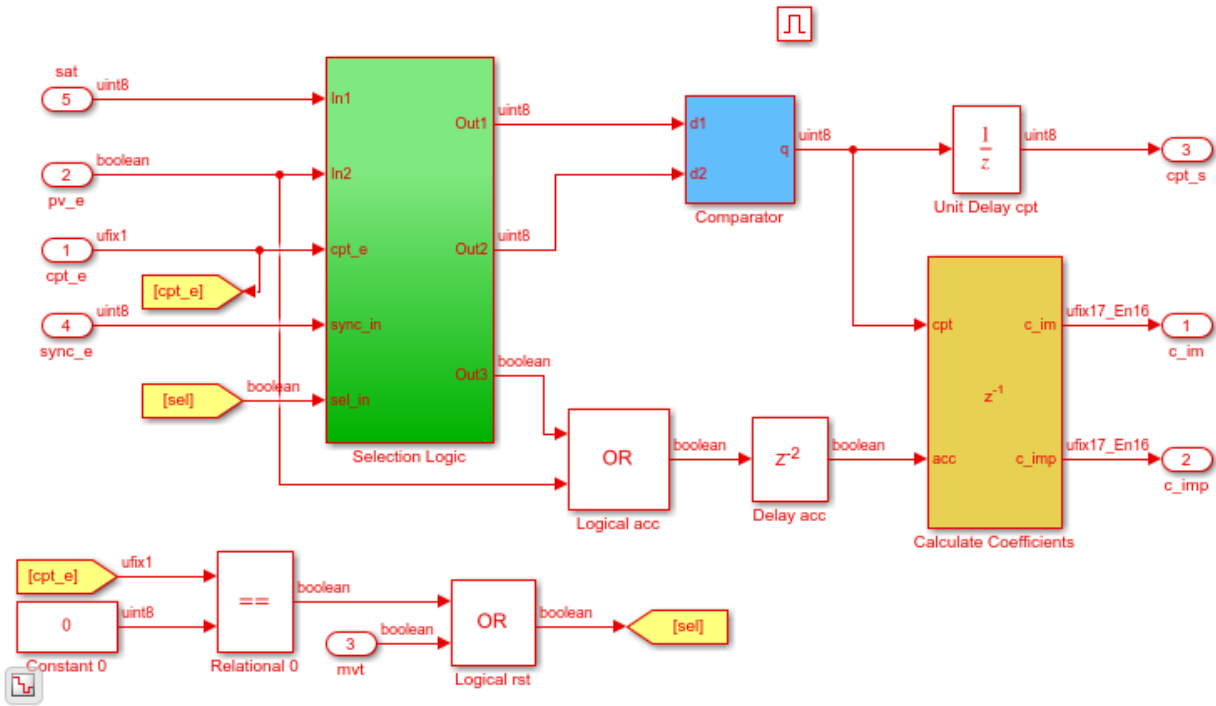 sat
uint8
5
In1
Out1
uint8
d1
d2
q
Comparator
uint8
1
z
uint8
Unit Delay cpt
3
cpt_s
boolean
2
pv_e
In2
ufix1
1
cpt_e
cpt_e
Out2
uint8
[cpt_e]
uint8
4
sync_e
sync_in
boolean
Out3
[sel]
boolean
sel_in
Selection Logic
OR
Logical acc
boolean
z-2
Delay acc
boolean
cpt
c_im
z-1
acc
c_imp
Calculate Coefficients
ufix17_En16
1
c_im
ufix17_En16
2
c_imp
[cpt_e]
ufix1
0
uint8
Constant 0
==
Relational 0
boolean
boolean
3
mvt
OR
Logical rst
boolean
[sel]